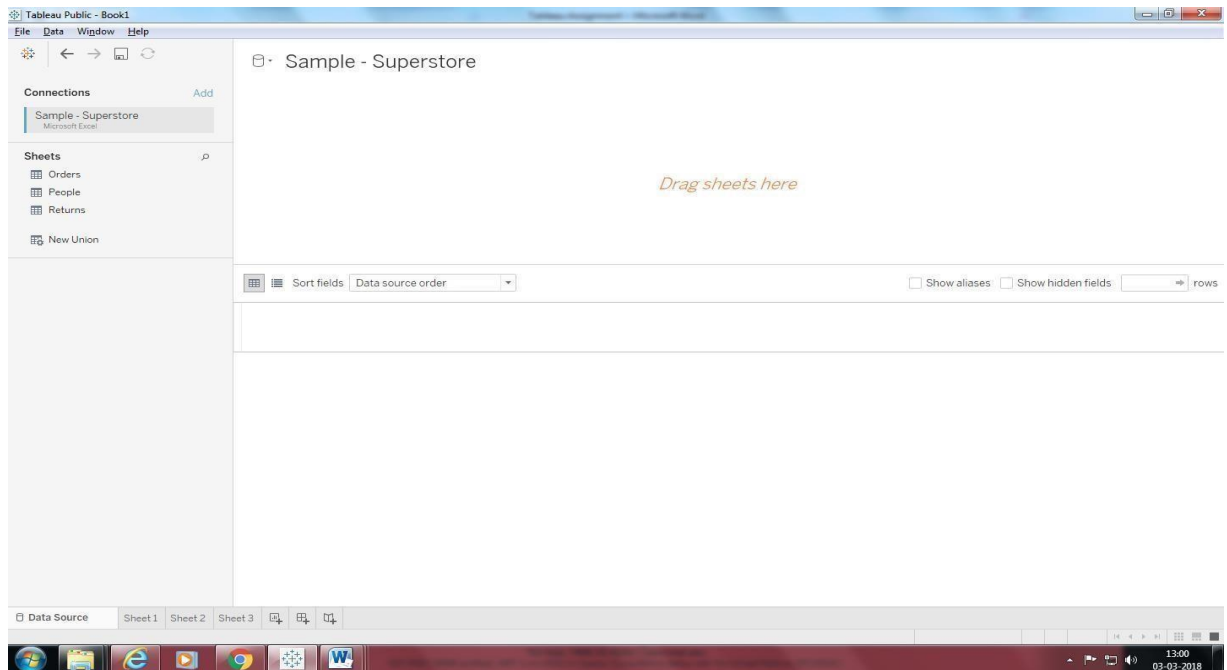 Tableau Public - Book1
File Data Window Help
Sample - Superstore
Connections Add
Sample - Superstore
Microsoft Excel
Sheets
Orders
People
Returns
New Union
Drag sheets here
Sort fields Data source order Show aliases Show hidden fields rows
Data Source Sheet 1 Sheet 2 Sheet 3
13:00
03-03-2018